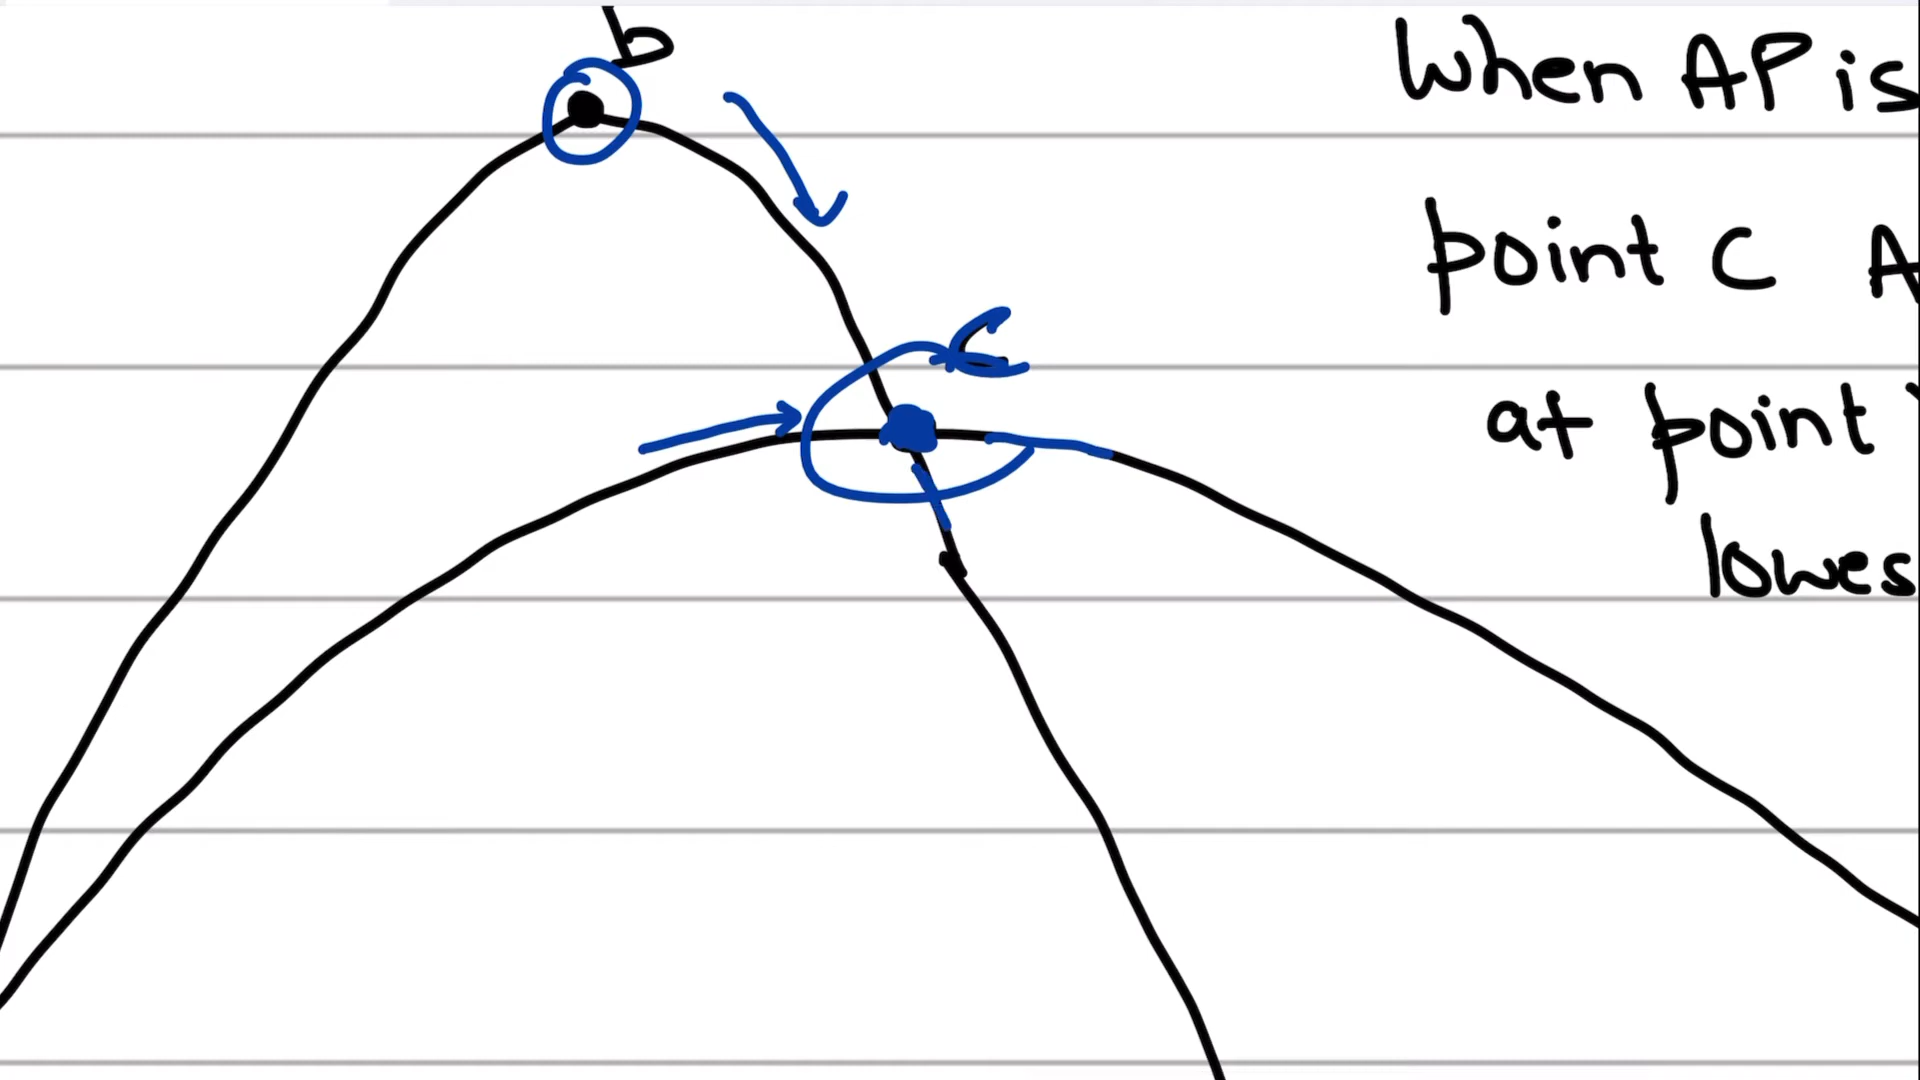 b
When AP is
point C A
C
at point
lowes